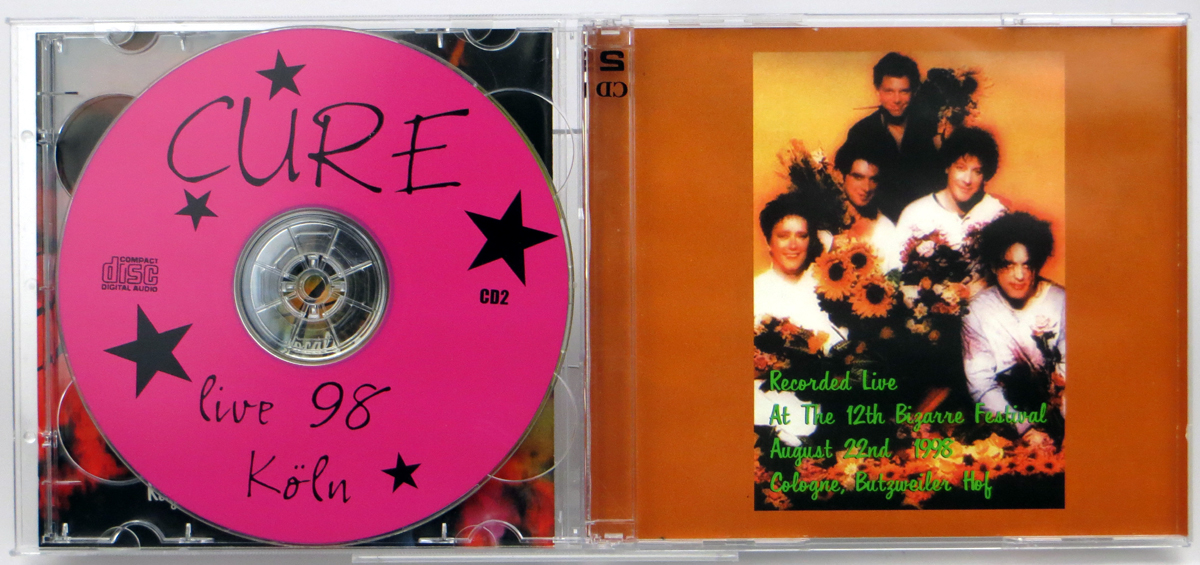 CURE
COMPACT
disc
DIGITAL AUDIO
CD2
live 98
Köln
2
CD
Recorded Live
At The 12th Bizarre Festival
August 22nd 1998
Cologne, Butzweiler Hof